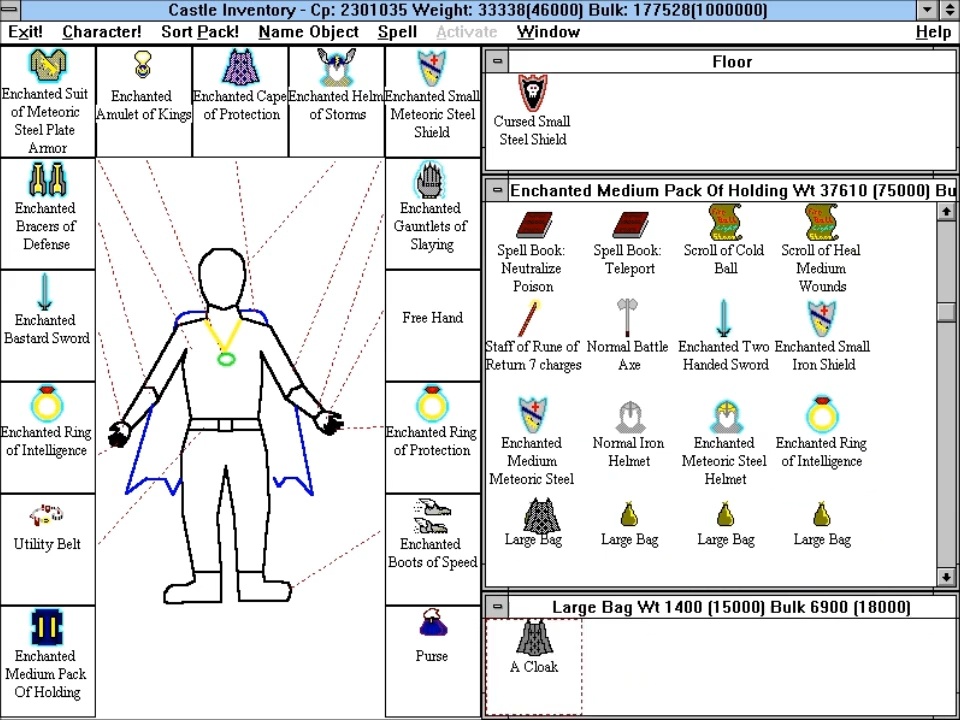 Castle Inventory - Cp: 2301035 Weight: 33338(46000) Bulk: 177528(1000000)
Exit! Character! Sort Pack! Name Object Spell Activate Window Help
Enchanted Suit
of Meteoric
Steel Plate
Armor
Enchanted
Amulet of Kings
Enchanted Cape
of Protection
Enchanted Helm
of Storms
Enchanted Small
Meteoric Steel
Shield
Enchanted
Bracers of
Defense
Enchanted
Gauntlets of
Slaying
Enchanted
Bastard Sword
Free Hand
Enchanted Ring
of Intelligence
Enchanted Ring
of Protection
Utility Belt
Enchanted
Boots of Speed
Enchanted
Medium Pack
Of Holding
Purse
Floor
Cursed Small
Steel Shield
Enchanted Medium Pack Of Holding Wt 37610 (75000) Bu
Spell Book:
Neutralize
Poison
Spell Book:
Teleport
Scroll of Cold
Ball
Scroll of Heal
Medium
Wounds
Staff of Rune of
Return 7 charges
Normal Battle
Axe
Enchanted Two
Handed Sword
Enchanted Small
Iron Shield
Enchanted
Medium
Meteoric Steel
Normal Iron
Helmet
Enchanted
Meteoric Steel
Helmet
Enchanted Ring
of Intelligence
Large Bag
Large Bag
Large Bag
Large Bag
Large Bag Wt 1400 (15000) Bulk 6900 (18000)
A Cloak